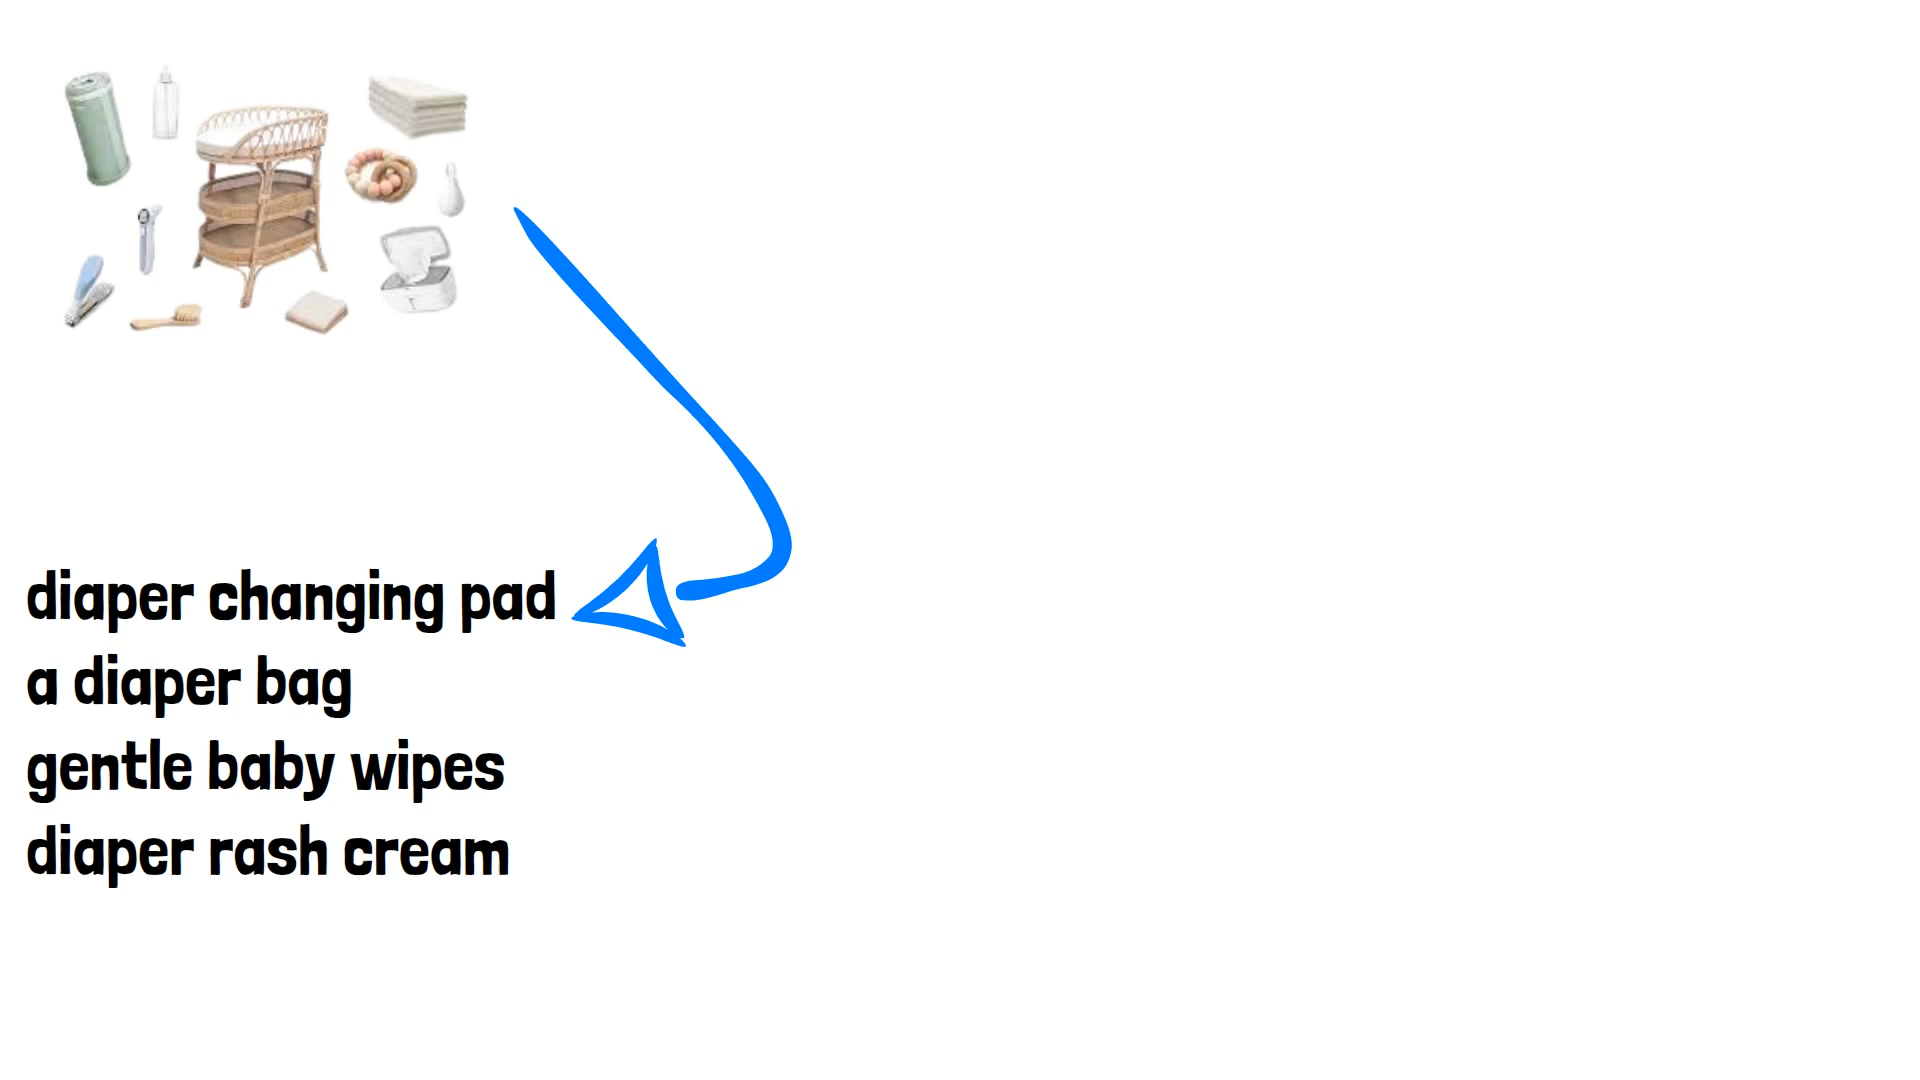 diaper changing pad
a diaper bag
gentle baby wipes
diaper rash cream